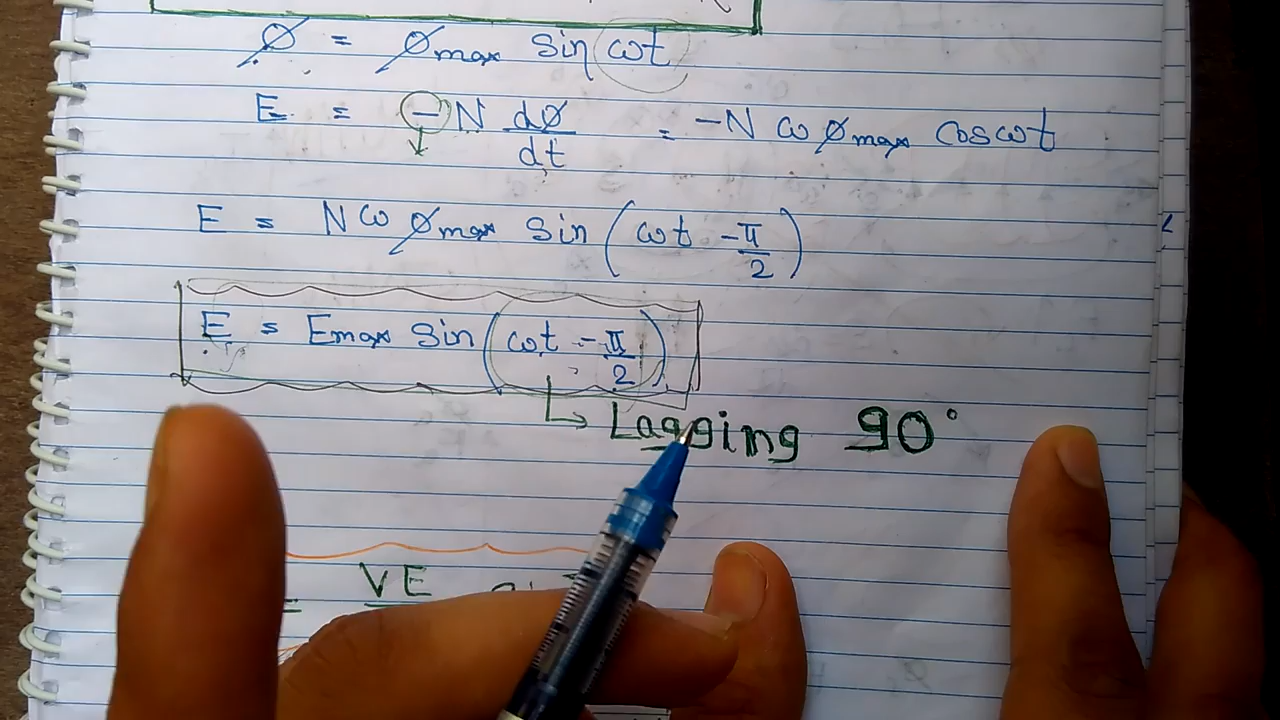 Ø = Ømax sin ωt
E = -N dØ/dt = -N ω Ømax cos ωt
E = Nω Ømax sin (ωt - π/2)
E = Emax sin (ωt - π/2)
Lagging 90°
VE